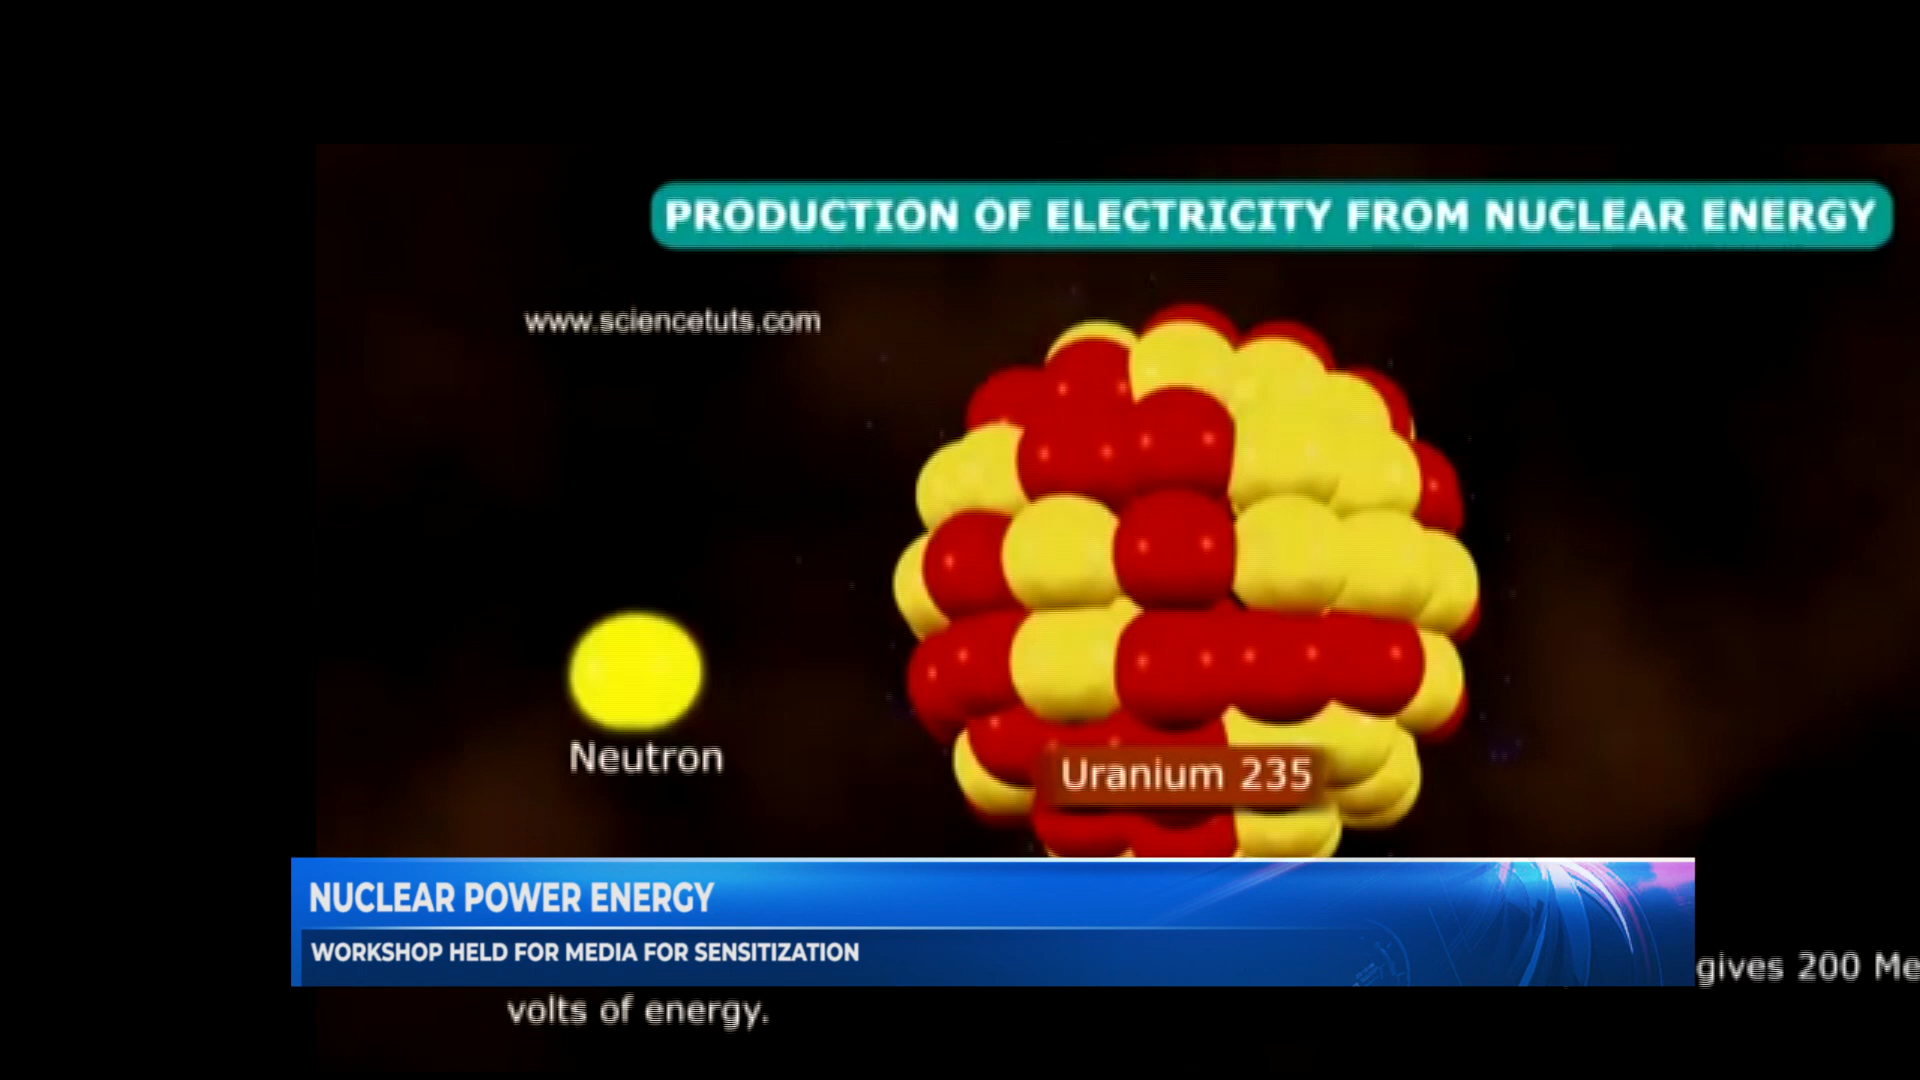 PRODUCTION OF ELECTRICITY FROM NUCLEAR ENERGY
www.sciencetuts.com
Neutron
Uranium 235
NUCLEAR POWER ENERGY
WORKSHOP HELD FOR MEDIA FOR SENSITIZATION
gives 200
volts of energy.